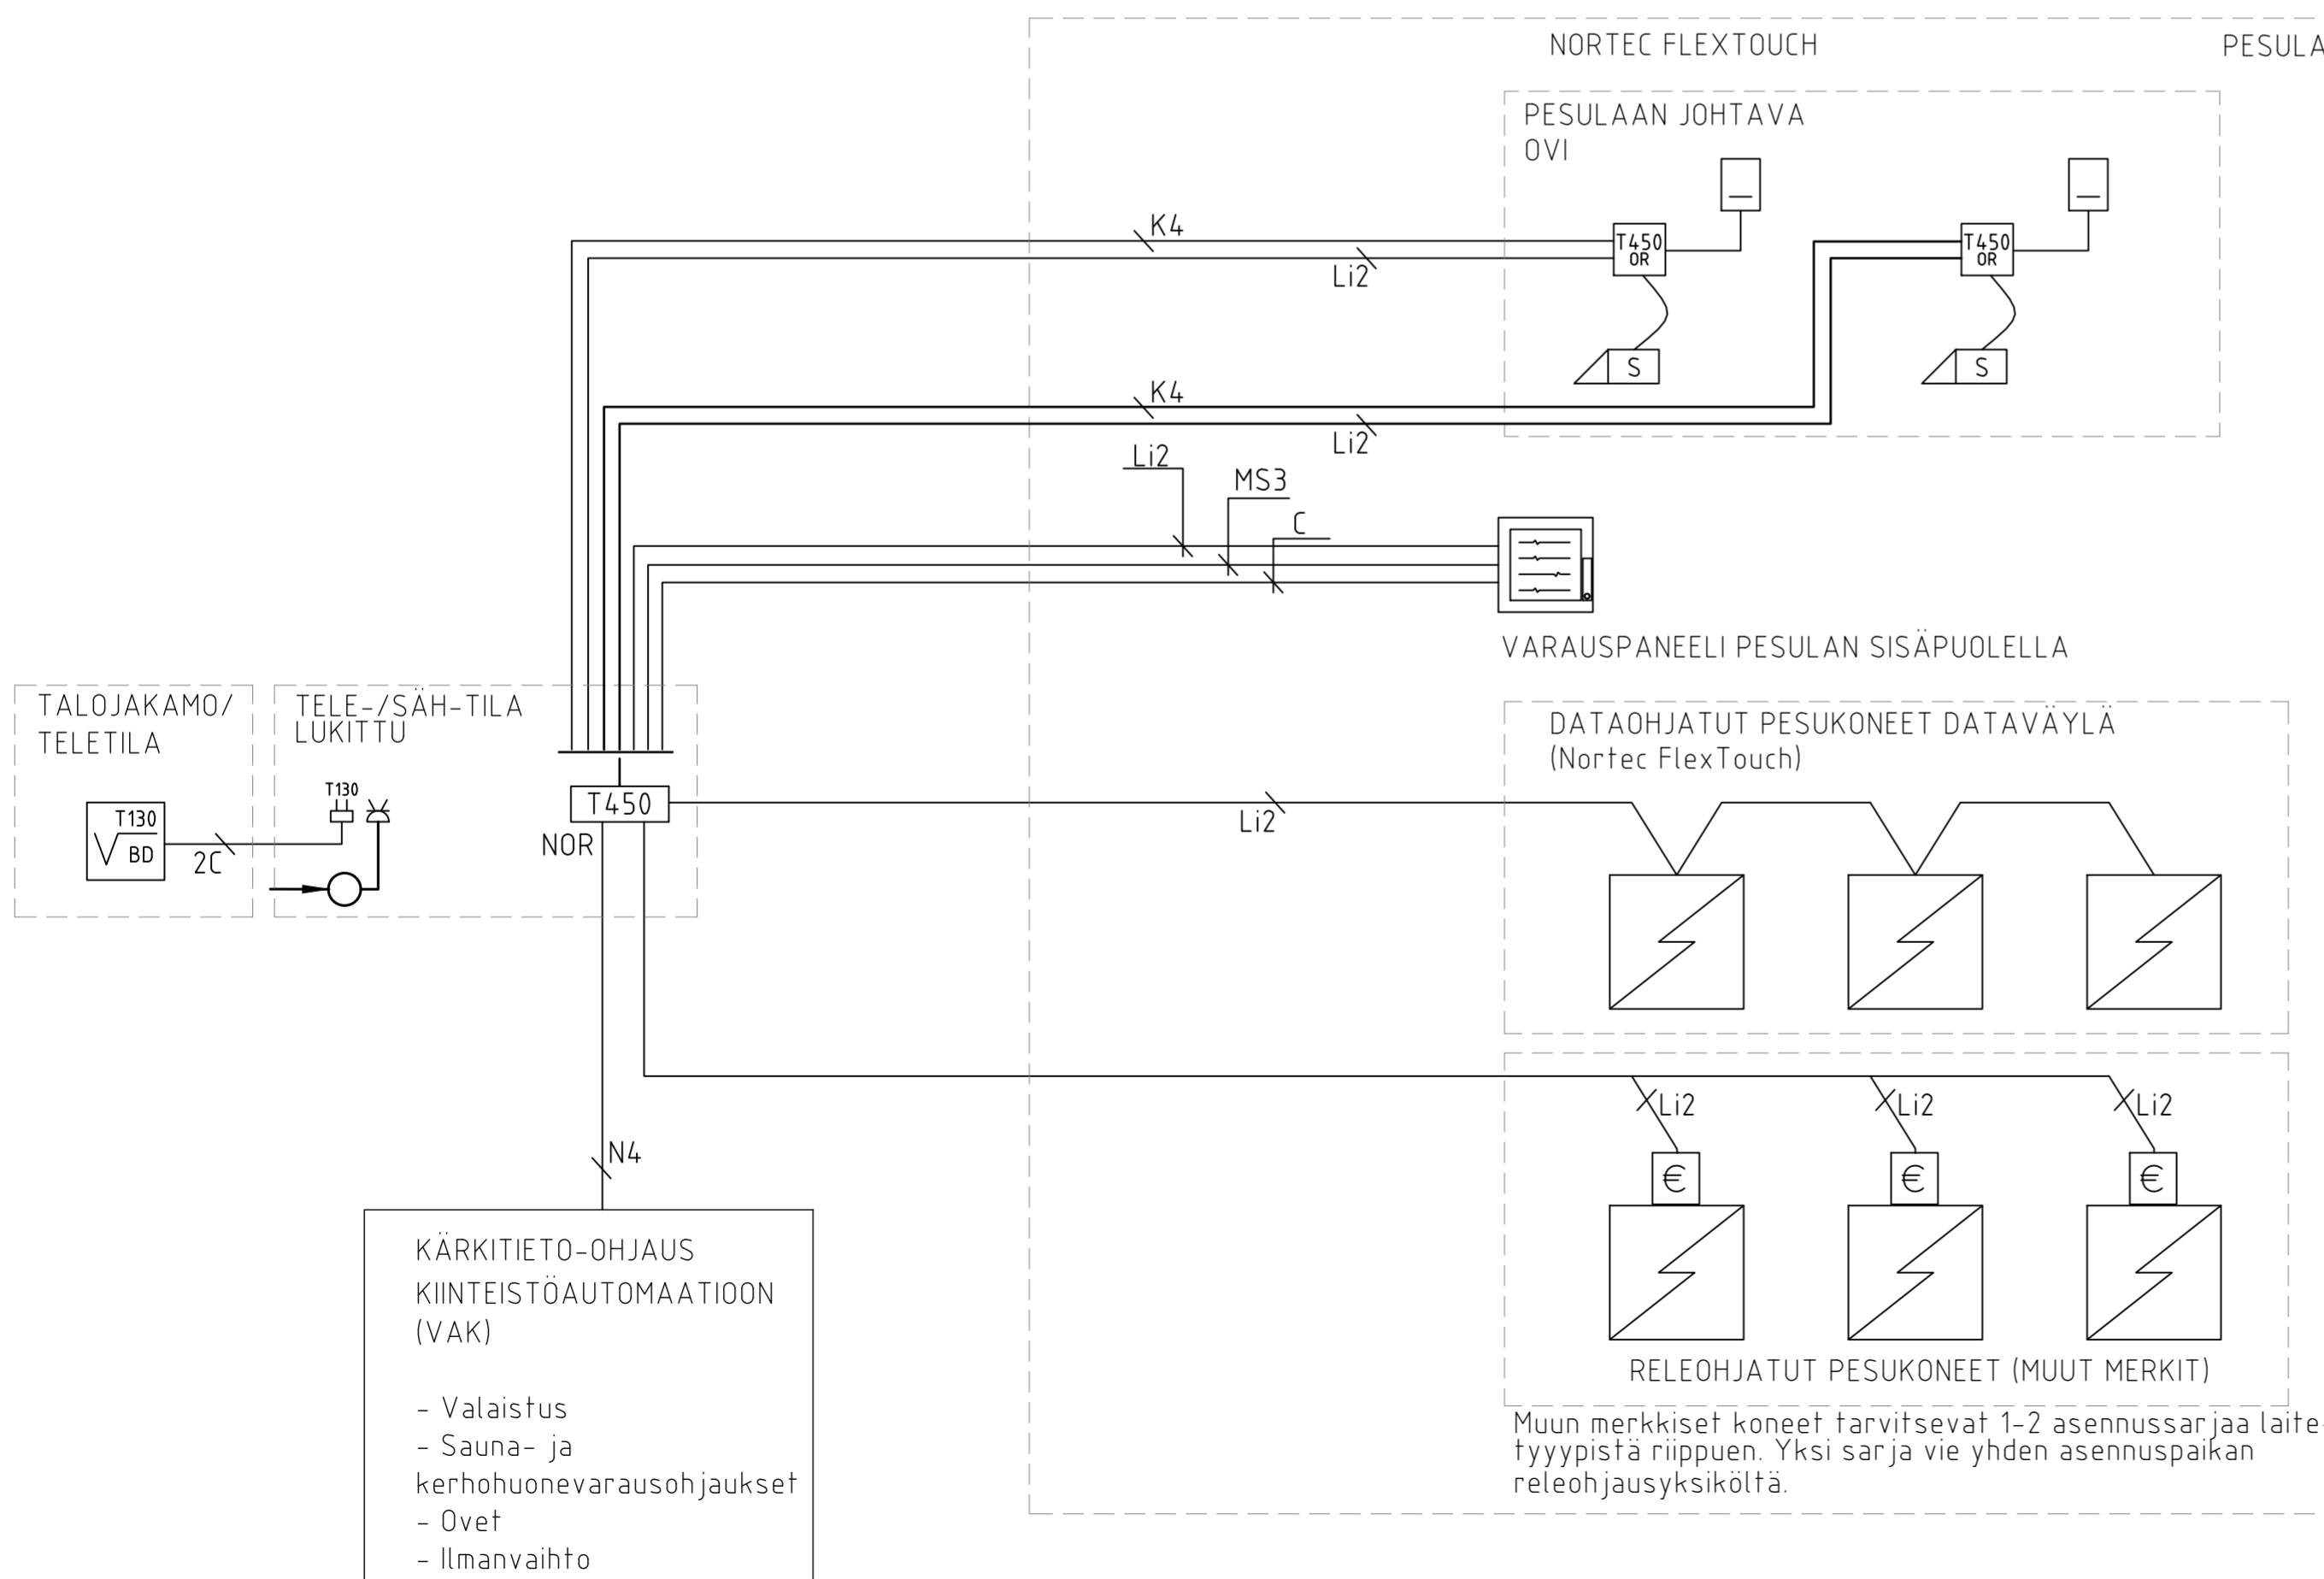 NORTEC FLEXTOUCH
PESULA
PESULAAN JOHTAVA
OVI
T450
OR
S
T450
OR
S
K4
Li2
K4
Li2
Li2
MS3
C
VARAUSPANEELI PESULAN SISÄPUOLELLA
TALOJAKAMO/
TELETILA
T130
BD
2C
TELE-/SÄH-TILA
LUKITTU
T130
T450
NOR
Li2
DATAOHJATUT PESUKONEET DATAVÄYLÄ
(Nortec FlexTouch)
Li2
Li2
Li2
€
€
€
RELEOHJATUT PESUKONEET (MUUT MERKIT)
Muun merkkiset koneet tarvitsevat 1-2 asennussarjaa laite-
tyyypistä riippuen. Yksi sarja vie yhden asennuspaikan
releohjausyksiköltä.
N4
KÄRKITIETO-OHJAUS
KIINTEISTÖAUTOMAATIOON
(VAK)
- Valaistus
- Sauna- ja
kerhohuonevarausohjaukset
- Ovet
- Ilmanvaihto